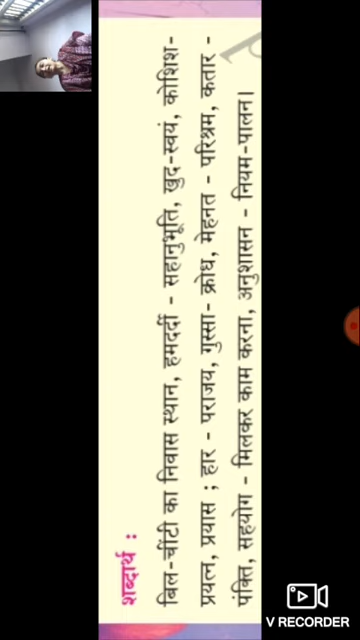 शब्दार्थ :
बिल-चींटी का निवास स्थान, हमदर्दी - सहानुभूति, खुद-स्वयं, कोशिश-
प्रयत्न, प्रयास ; हार - पराजय, गुस्सा- क्रोध, मेहनत - परिश्रम, कतार -
पंक्ति, सहयोग - मिलकर काम करना, अनुशासन - नियम-पालन।
V RECORDER